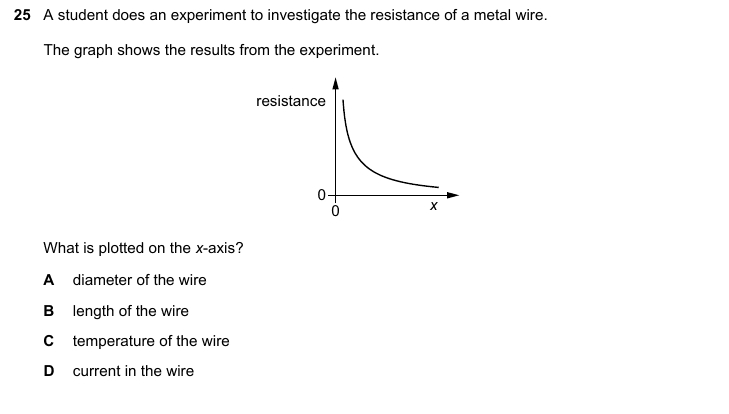 25 A student does an experiment to investigate the resistance of a metal wire.
The graph shows the results from the experiment.
resistance
0
0
x
What is plotted on the x-axis?
A diameter of the wire
B length of the wire
C temperature of the wire
D current in the wire